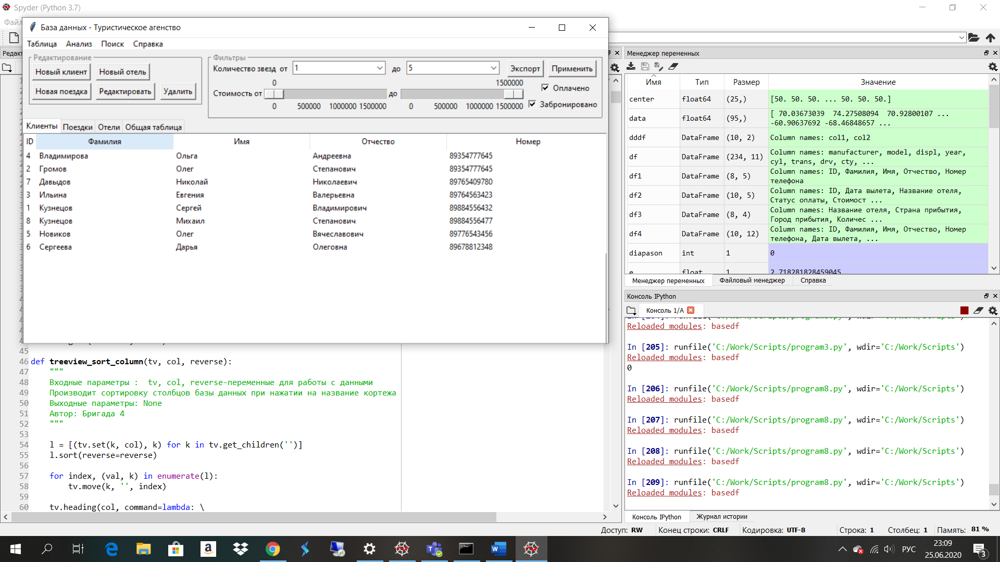 Spyder (Python 3.7)
Файл
База данных - Туристическое агенство
Таблица Анализ Поиск Справка
Редактирование
Новый клиент Новый отель
Новая поездка Редактировать Удалить
Фильтры
Количество звезд от 1 до 5 Экспорт Применить
0 1500000
Стоимость от до
0 500000 1000000 1500000 0 500000 1000000 1500000
Оплачено
Забронировано
Клиенты Поездки Отели Общая таблица
ID Фамилия Имя Отчество Номер
4 Владимирова Ольга Андреевна 89354777645
2 Громов Олег Степанович 89354777645
7 Давыдов Николай Николаевич 89765409780
3 Ильина Евгения Валерьевна 89764563423
1 Кузнецов Сергей Владимирович 89884556432
8 Кузнецов Михаил Степанович 89884556477
5 Новиков Олег Вячеславович 89776543456
6 Сергеева Дарья Олеговна 89678812348
45
46 def treeview_sort_column(tv, col, reverse):
47 """
48 Входные параметры :  tv, col, reverse-переменные для работы с данными
49 Производит сортировку столбцов базы данных при нажатии на название кортежа
50 Выходные параметры: None
51 Автор: Бригада 4
52 """
53
54 l = [(tv.set(k, col), k) for k in tv.get_children('')]
55 l.sort(reverse=reverse)
56
57 for index, (val, k) in enumerate(l):
58 tv.move(k, '', index)
59
60 tv.heading(col, command=lambda: \
Менеджер переменных
Имя Тип Размер Значение
center float64 (25,) [50. 50. 50. ... 50. 50. 50.]
data float64 (95,) [ 70.03673039  74.27508094  70.92800107 ...
-60.90637692 -68.46848657 ...
dddf DataFrame (10, 2) Column names: col1, col2
df DataFrame (234, 11) Column names: manufacturer, model, displ, year,
cyl, trans, drv, cty, ...
df1 DataFrame (8, 5) Column names: ID, Фамилия, Имя, Отчество, Номер
телефона
df2 DataFrame (10, 5) Column names: ID, Дата вылета, Название отеля,
Статус оплаты, Стоимост ...
df3 DataFrame (8, 4) Column names: Название отеля, Страна прибытия,
Город прибытия, Количес ...
df4 DataFrame (10, 12) Column names: ID, Фамилия, Имя, Отчество, Номер
телефона, Дата вылета, ...
diapason int 1 0
e float 1 2.718281828459045
Менеджер переменных Файловый менеджер Справка
Консоль IPython
Консоль 1/A
Reloaded modules: basedf
In [205]: runfile('C:/Work/Scripts/program3.py', wdir='C:/Work/Scripts')
Reloaded modules: basedf
0
In [206]: runfile('C:/Work/Scripts/program8.py', wdir='C:/Work/Scripts')
Reloaded modules: basedf
In [207]: runfile('C:/Work/Scripts/program8.py', wdir='C:/Work/Scripts')
Reloaded modules: basedf
In [208]: runfile('C:/Work/Scripts/program8.py', wdir='C:/Work/Scripts')
Reloaded modules: basedf
In [209]: runfile('C:/Work/Scripts/program8.py', wdir='C:/Work/Scripts')
Reloaded modules: basedf
Консоль IPython Журнал истории
Доступ: RW Конец строки: CRLF Кодировка: UTF-8 Строка: 1 Столбец: 1 Память: 81 %
РУС 23:09
25.06.2020
3